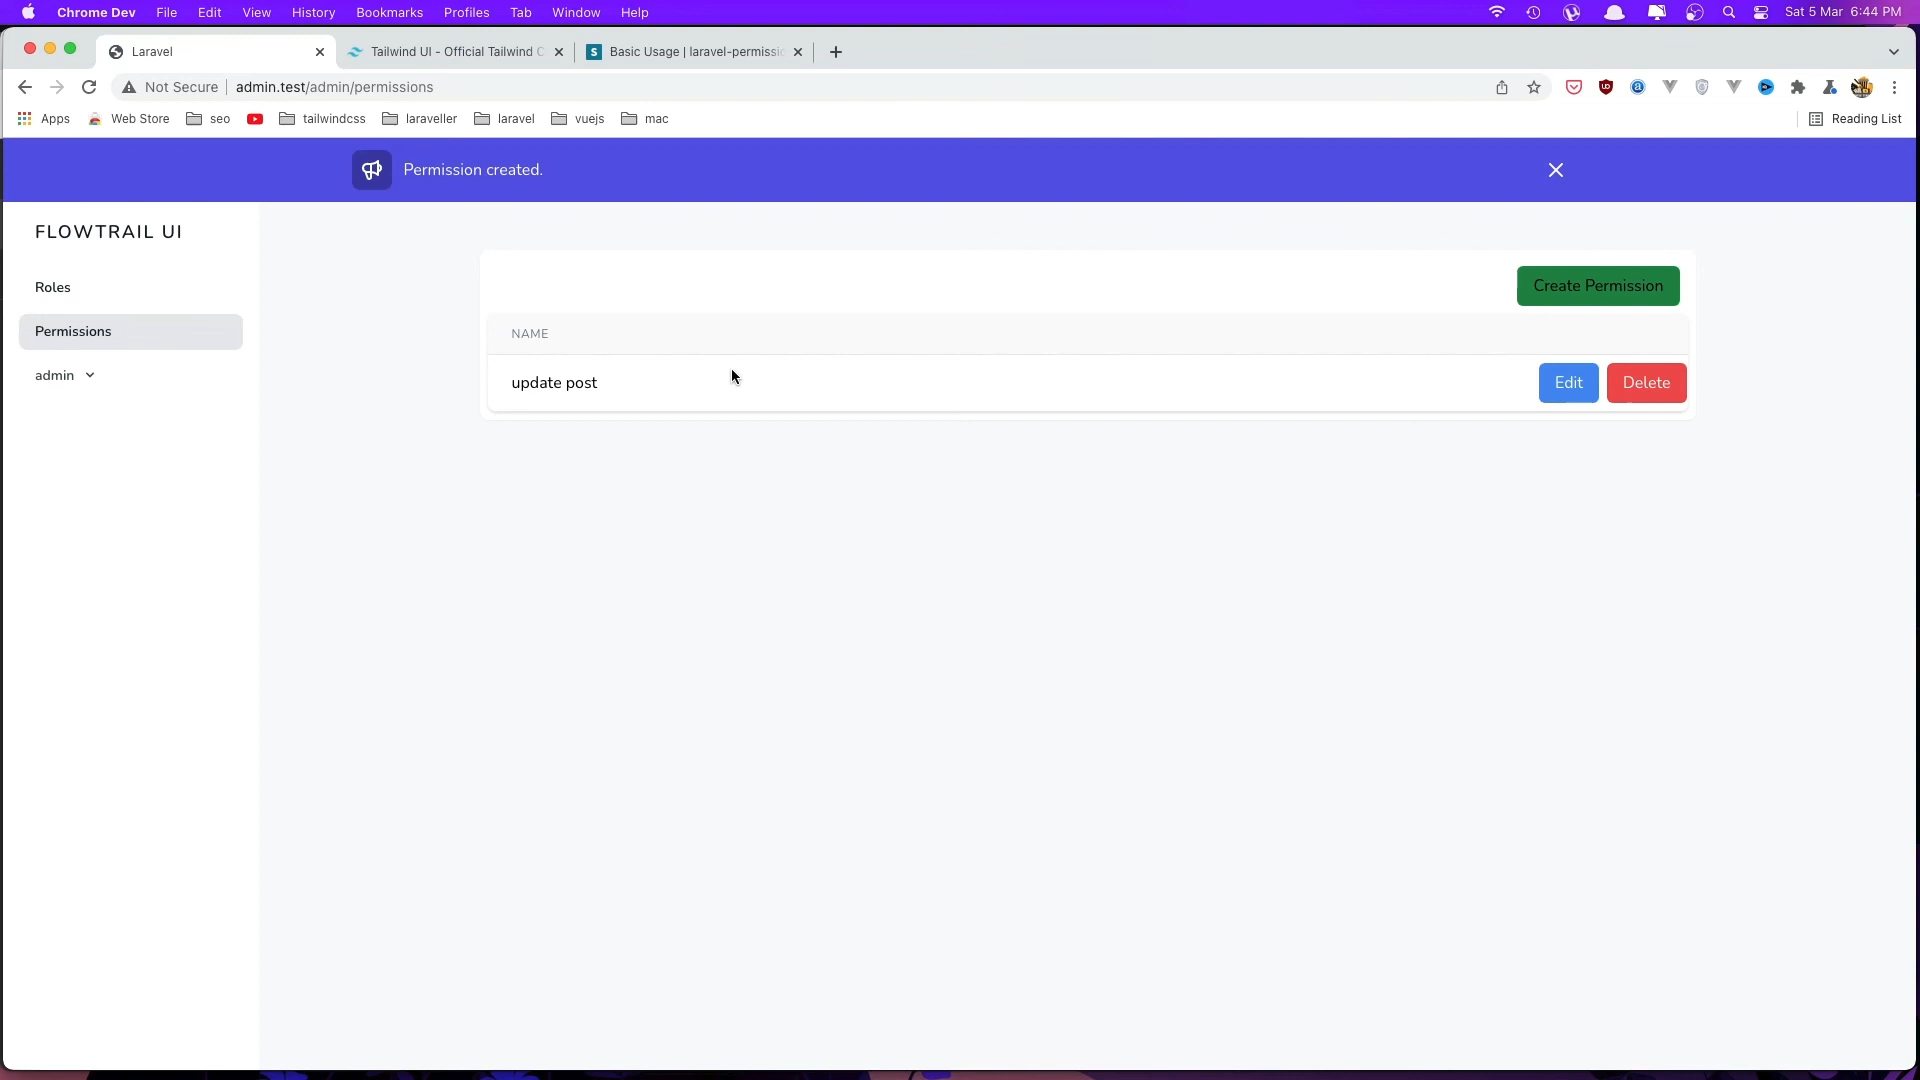 Chrome Dev File Edit View History Bookmarks Profiles Tab Window Help Sat 5 Mar 6:44 PM
Laravel Tailwind UI - Official Tailwind C Basic Usage | laravel-permissi
Not Secure admin.test/admin/permissions
Apps Web Store seo tailwindcss laraveller laravel vuejs mac Reading List
Permission created.
FLOWTRAIL UI
Create Permission
Roles
Permissions
NAME
admin
update post Edit Delete